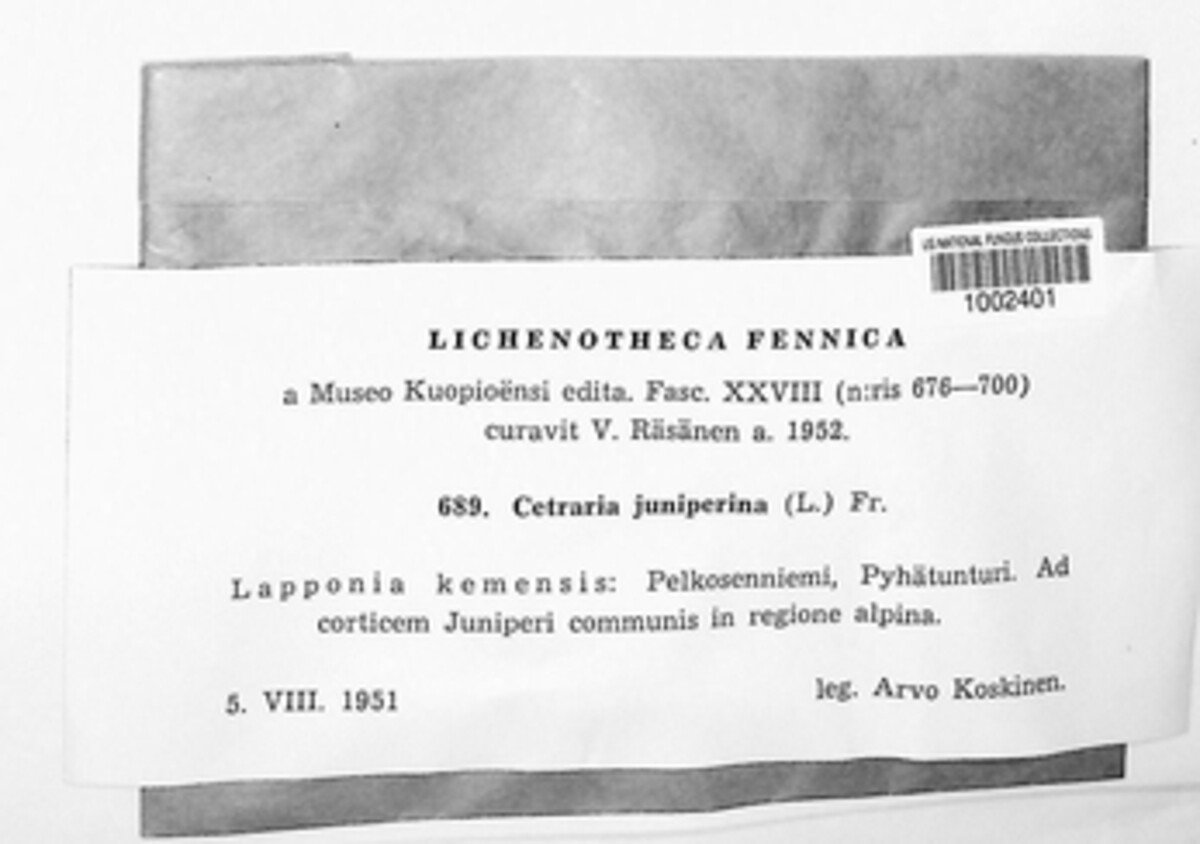 US NATIONAL FUNGUS COLLECTIONS
1002401
LICHENOTHECA FENNICA
a Museo Kuopioënsi edita. Fasc. XXVIII (n:ris 676—700)
curavit V. Räsänen a. 1952.
689. Cetraria juniperina (L.) Fr.
Lapponia kemensis: Pelkosenniemi, Pyhätunturi. Ad
corticem Juniperi communis in regione alpina.
5. VIII. 1951
leg. Arvo Koskinen.